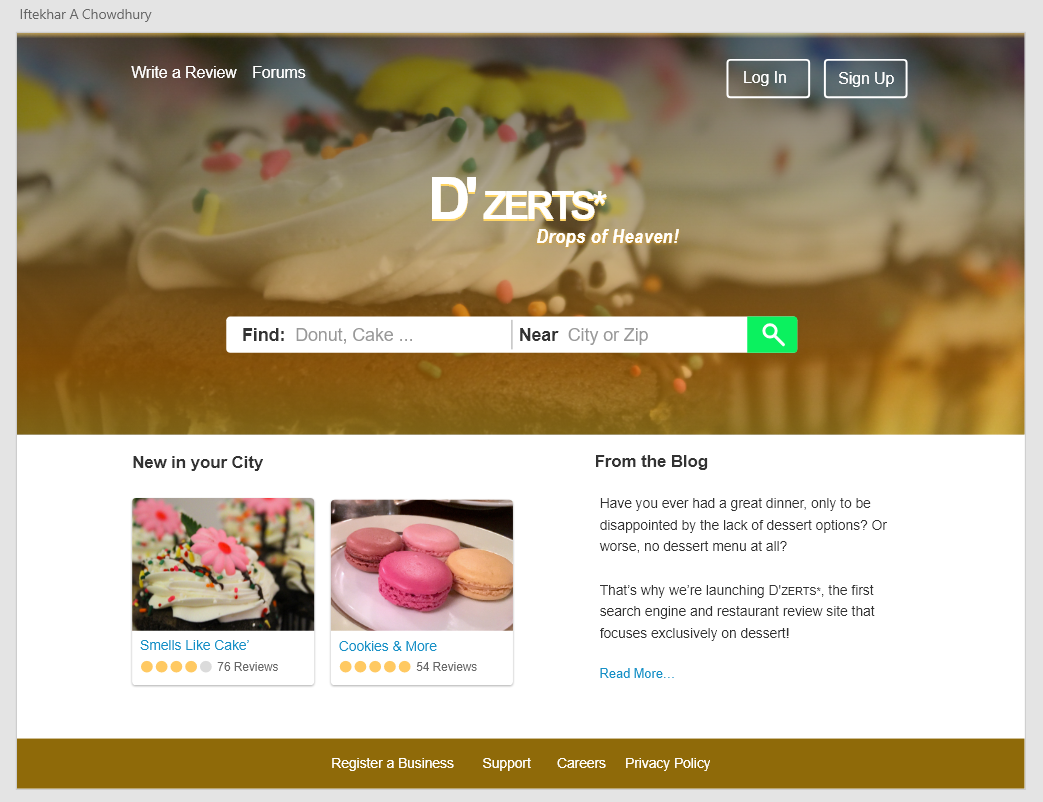 Iftekhar A Chowdhury
Write a Review Forums Log In Sign Up
D'ZERTS*
Drops of Heaven!
Find: Donut, Cake ... Near City or Zip
New in your City
Smells Like Cake’
76 Reviews
Cookies & More
54 Reviews
From the Blog
Have you ever had a great dinner, only to be
disappointed by the lack of dessert options? Or
worse, no dessert menu at all?
That’s why we’re launching D'ZERTS*, the first
search engine and restaurant review site that
focuses exclusively on dessert!
Read More…
Register a Business Support Careers Privacy Policy